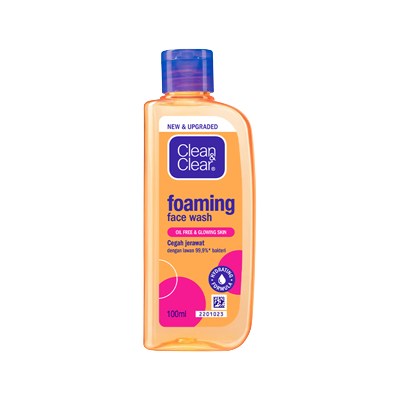 NEW & UPGRADED
Clean &
Clear®
foaming
face wash
OIL FREE & GLOWING SKIN
Cegah jerawat
dengan lawan 99,9%* bakteri
HYDRATING
FORMULA
100ml
2201023